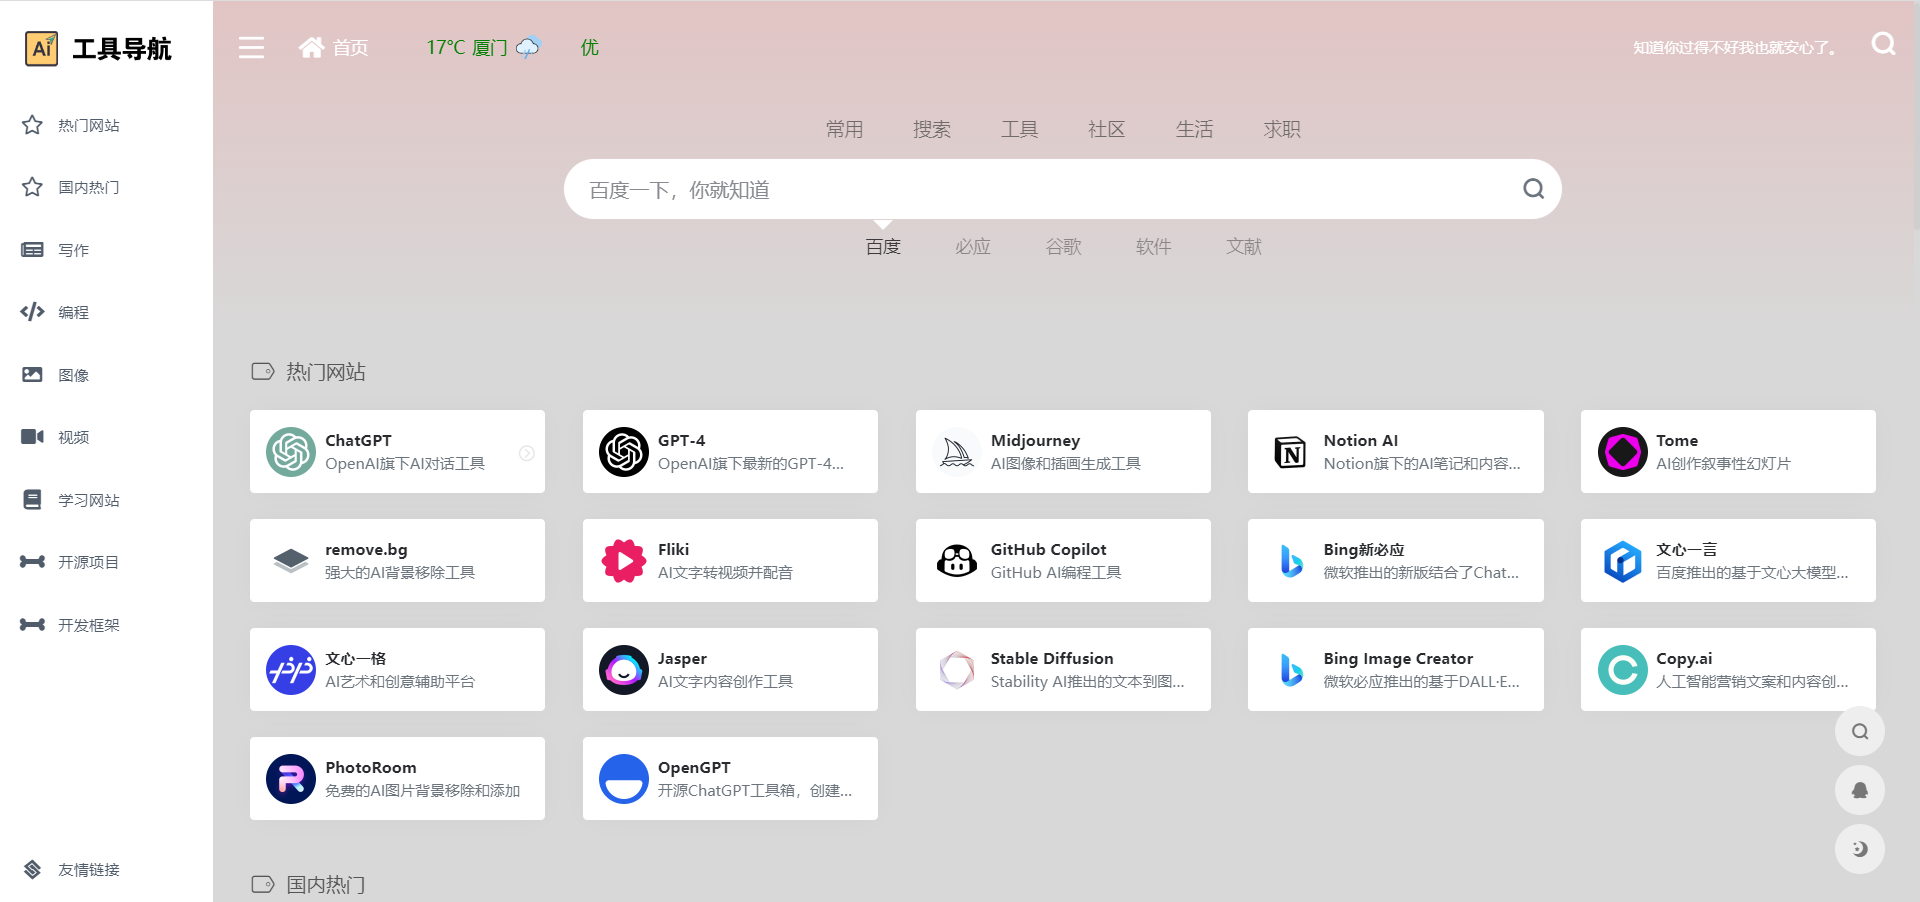 Ai 工具导航
热门网站
国内热门
写作
编程
图像
视频
学习网站
开源项目
开发框架
友情链接
首页 17°C 厦门 优 知道你过得不好我也就安心了。
常用 搜索 工具 社区 生活 求职
百度一下，你就知道
百度 必应 谷歌 软件 文献
热门网站
ChatGPT
OpenAI旗下AI对话工具
GPT-4
OpenAI旗下最新的GPT-4...
Midjourney
AI图像和插画生成工具
Notion AI
Notion旗下的AI笔记和内容...
Tome
AI创作叙事性幻灯片
remove.bg
强大的AI背景移除工具
Fliki
AI文字转视频并配音
GitHub Copilot
GitHub AI编程工具
Bing新必应
微软推出的新版结合了Chat...
文心一言
百度推出的基于文心大模型...
文心一格
AI艺术和创意辅助平台
Jasper
AI文字内容创作工具
Stable Diffusion
Stability AI推出的文本到图...
Bing Image Creator
微软必应推出的基于DALL·E...
Copy.ai
人工智能营销文案和内容创...
PhotoRoom
免费的AI图片背景移除和添加
OpenGPT
开源ChatGPT工具箱，创建...
国内热门